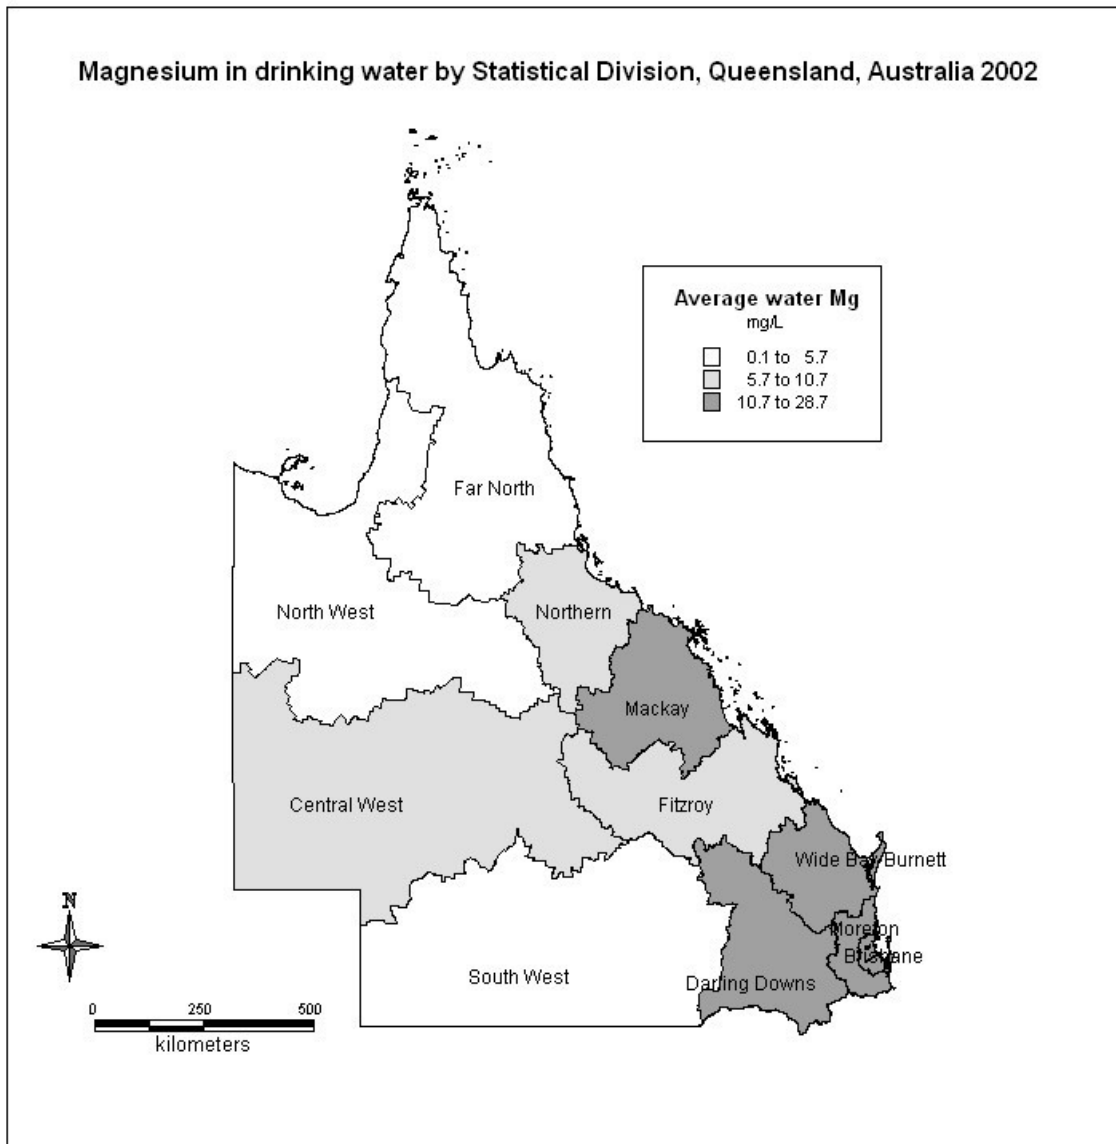 Magnesium in drinking water by Statistical Division, Queensland, Australia 2002
Average water Mg
mg/L
0.1 to 5.7
5.7 to 10.7
10.7 to 28.7
Far North
North West
Northern
Mackay
Central West
Fitzroy
Wide Bay-Burnett
Moreton
Brisbane
South West
Darling Downs
N
0 250 500
kilometers